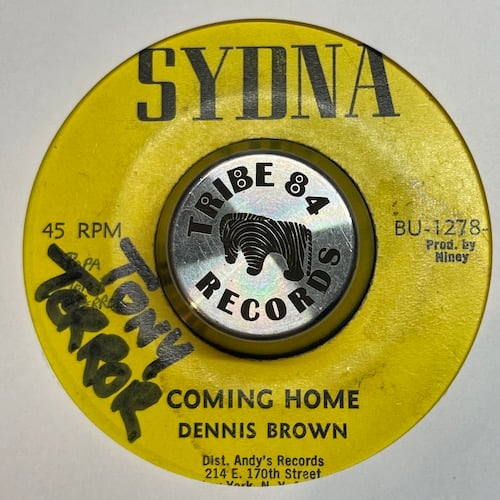 SYDNA
TRIBE 84
RECORDS
45 RPM
BU-1278-
Prod. by
Niney
TONY
TERROR
COMING HOME
DENNIS BROWN
Dist. Andy's Records
214 E. 170th Street
York, N. Y.